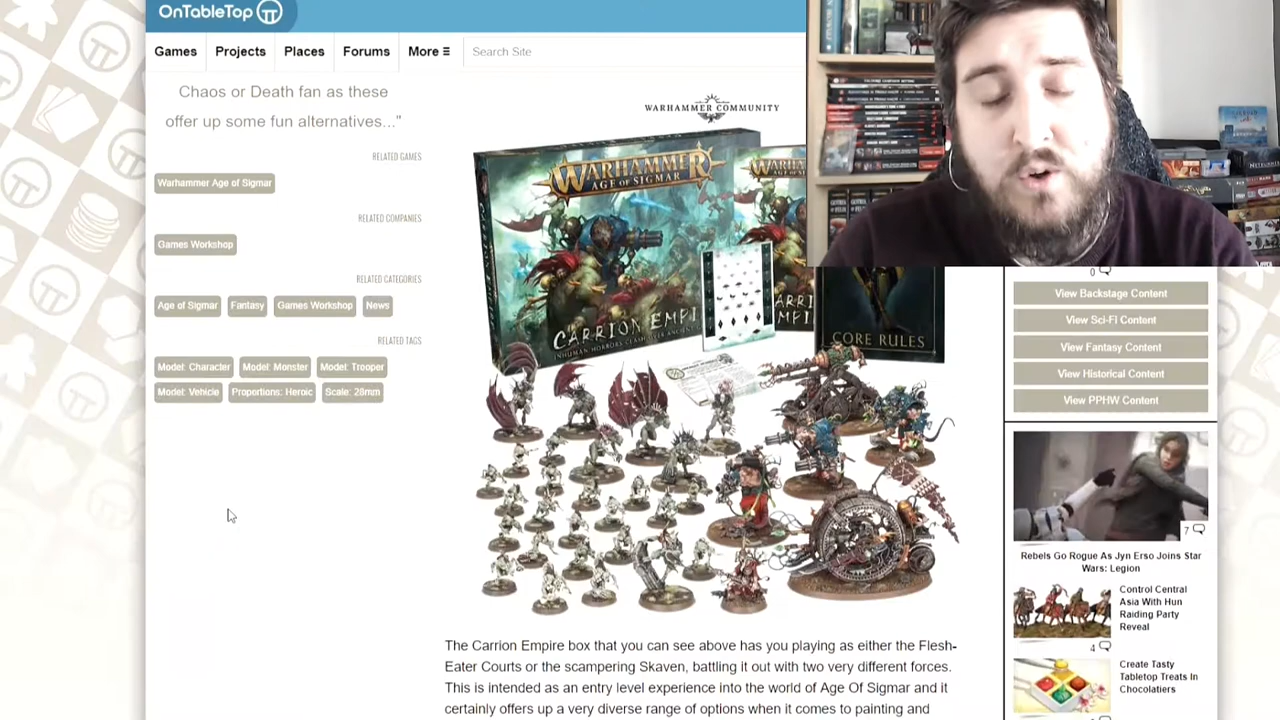 OnTableTop TT
Games Projects Places Forums More ≡ Search Site
Chaos or Death fan as these
offer up some fun alternatives..."
RELATED GAMES
Warhammer Age of Sigmar
RELATED COMPANIES
Games Workshop
RELATED CATEGORIES
Age of Sigmar Fantasy Games Workshop News
RELATED TAGS
Model: Character Model: Monster Model: Trooper
Model: Vehicle Proportions: Heroic Scale: 28mm
WARHAMMER COMMUNITY
WARHAMMER
AGE OF SIGMAR
CARRION EMPI
CORE RULES
The Carrion Empire box that you can see above has you playing as either the Flesh-
Eater Courts or the scampering Skaven, battling it out with two very different forces.
This is intended as an entry level experience into the world of Age Of Sigmar and it
certainly offers up a very diverse range of options when it comes to painting and
0
View Backstage Content
View Sci-Fi Content
View Fantasy Content
View Historical Content
View PPHW Content
7
Rebels Go Rogue As Jyn Erso Joins Star
Wars: Legion
Control Central
Asia With Hun
Raiding Party
Reveal
4
Create Tasty
Tabletop Treats In
Chocolatiers